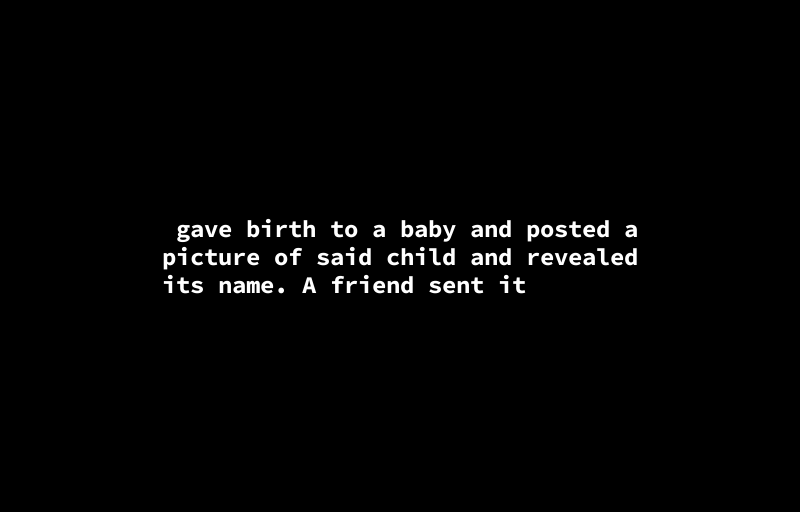 gave birth to a baby and posted a
picture of said child and revealed
its name. A friend sent it